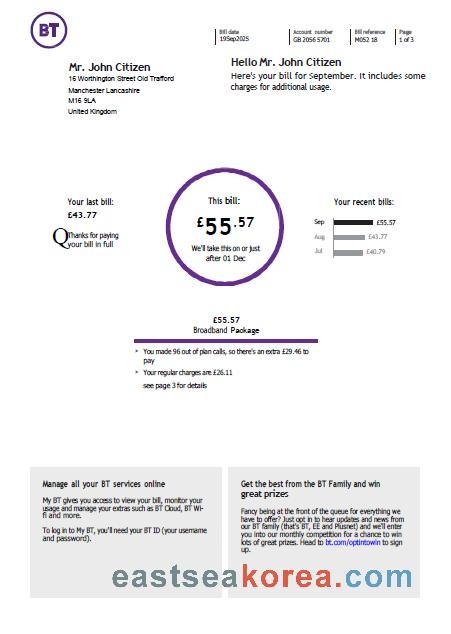 BT
Bill date
19Sep2025
Account number
GB 2056 5701
Bill reference
M052 18
Page
1 of 3
Mr. John Citizen
16 Worthington Street Old Trafford
Manchester Lancashire
M16 9LA
United Kingdom
Hello Mr. John Citizen
Here's your bill for September. It includes some
charges for additional usage.
Your last bill:
£43.77
Thanks for paying
your bill in full
This bill:
£55.57
We'll take this on or just
after 01 Dec
Your recent bills:
Sep £55.57
Aug £43.77
Jul £40.79
£55.57
Broadband Package
You made 96 out of plan calls, so there's an extra £29.46 to
pay
Your regular charges are £26.11
see page 3 for details
Manage all your BT services online
My BT gives you access to view your bill, monitor your
usage and manage your extras such as BT Cloud, BT Wi-
fi and more.
To log in to My BT, you'll need your BT ID (your username
and password).
Get the best from the BT Family and win
great prizes
Fancy being at the front of the queue for everything we
have to offer? Just opt in to hear updates and news from
our BT family (that's BT, EE and Plusnet) and we'll enter
you into our monthly competition for a chance to win
lots of great prizes. Head to bt.com/optintowin to sign
up.
eastseakorea.com